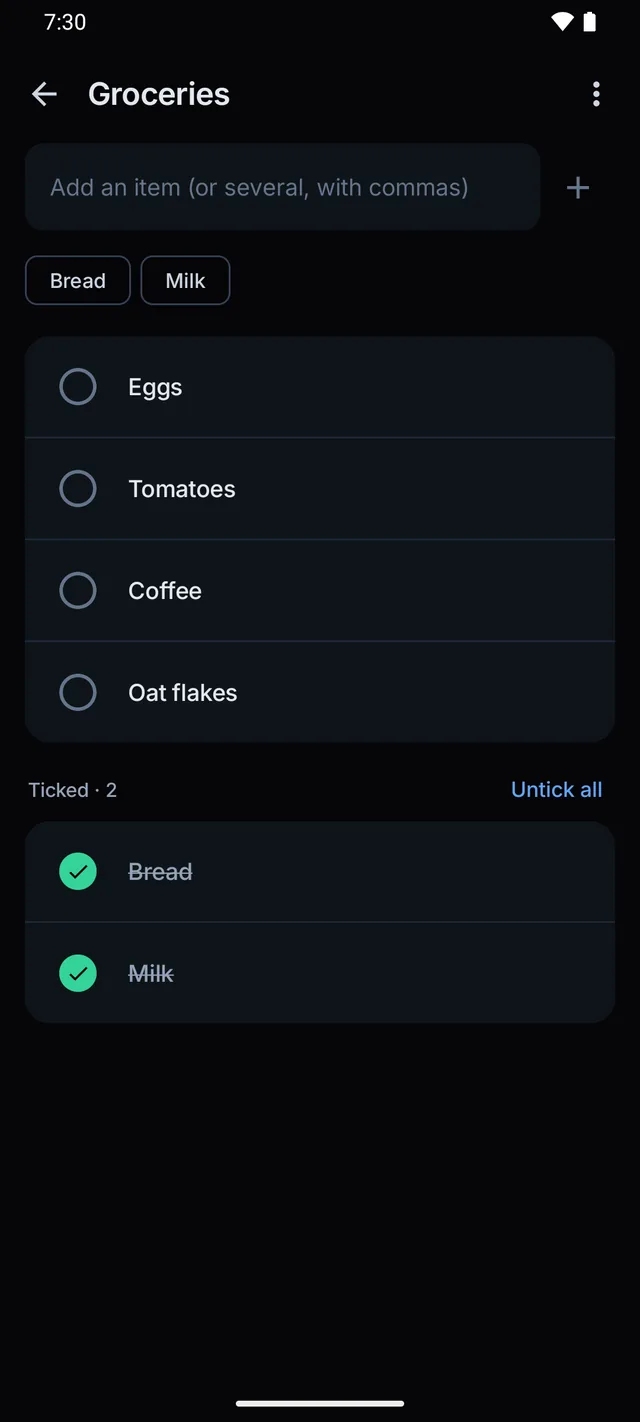 7:30
Groceries
Add an item (or several, with commas)
Bread Milk
Eggs
Tomatoes
Coffee
Oat flakes
Ticked · 2 Untick all
Bread
Milk